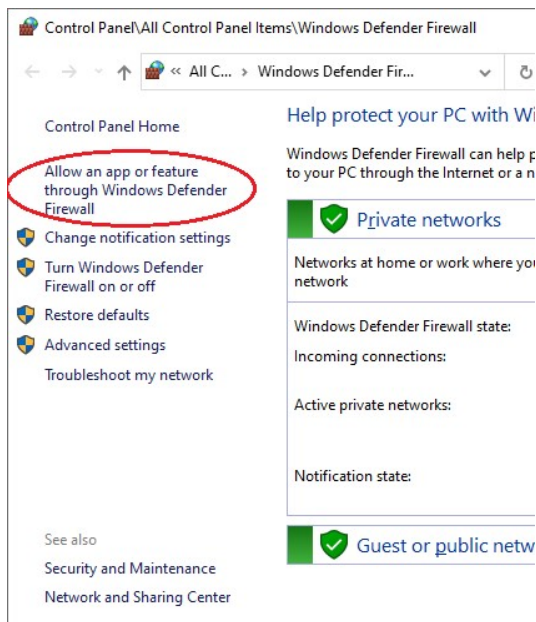 Control Panel\All Control Panel Items\Windows Defender Firewall
« All C... › Windows Defender Fir...
Control Panel Home
Allow an app or feature
through Windows Defender
Firewall
Change notification settings
Turn Windows Defender
Firewall on or off
Restore defaults
Advanced settings
Troubleshoot my network
See also
Security and Maintenance
Network and Sharing Center
Help protect your PC with Wi
Windows Defender Firewall can help p
to your PC through the Internet or a n
Private networks
Networks at home or work where you
network
Windows Defender Firewall state:
Incoming connections:
Active private networks:
Notification state:
Guest or public netw